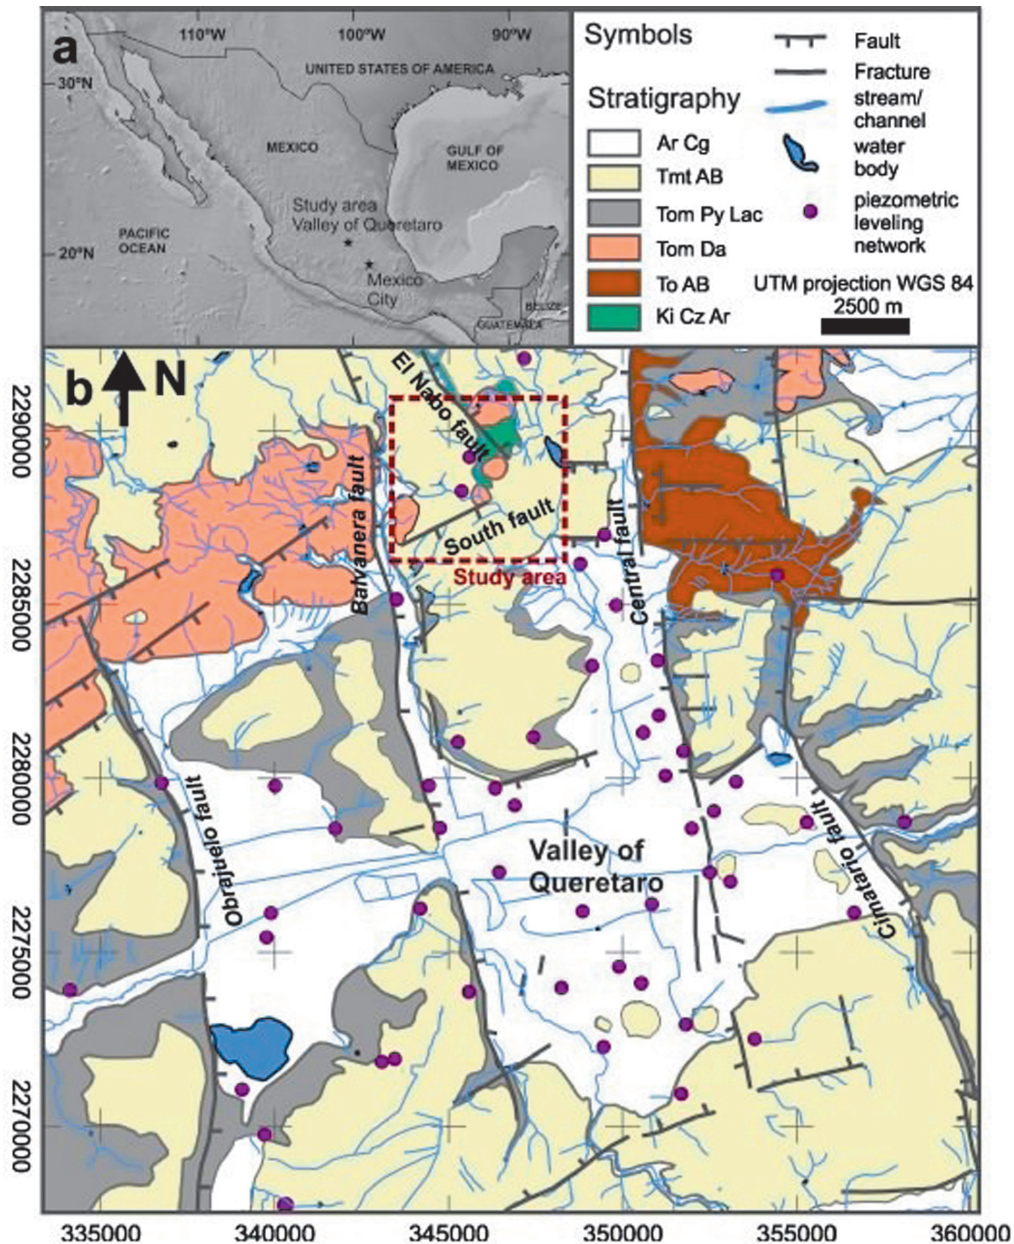 a
110°W
100°W
90°W
30°N
UNITED STATES OF AMERICA
MEXICO
GULF OF
MEXICO
Study area
Valley of Queretaro
PACIFIC
OCEAN
20°N
Mexico
City
BELIZE
GUATEMALA
Symbols
Fault
Fracture
stream/
channel
water
body
piezometric
leveling
network
Stratigraphy
Ar Cg
Tmt AB
Tom Py Lac
Tom Da
To AB
Ki Cz Ar
UTM projection WGS 84
2500 m
b
N
El Nabo fault
Balvanera fault
South fault
Study area
Central fault
Obrajuelo fault
Valley of
Queretaro
Cimatario fault
2290000
2285000
2280000
2275000
2270000
335000
340000
345000
350000
355000
360000